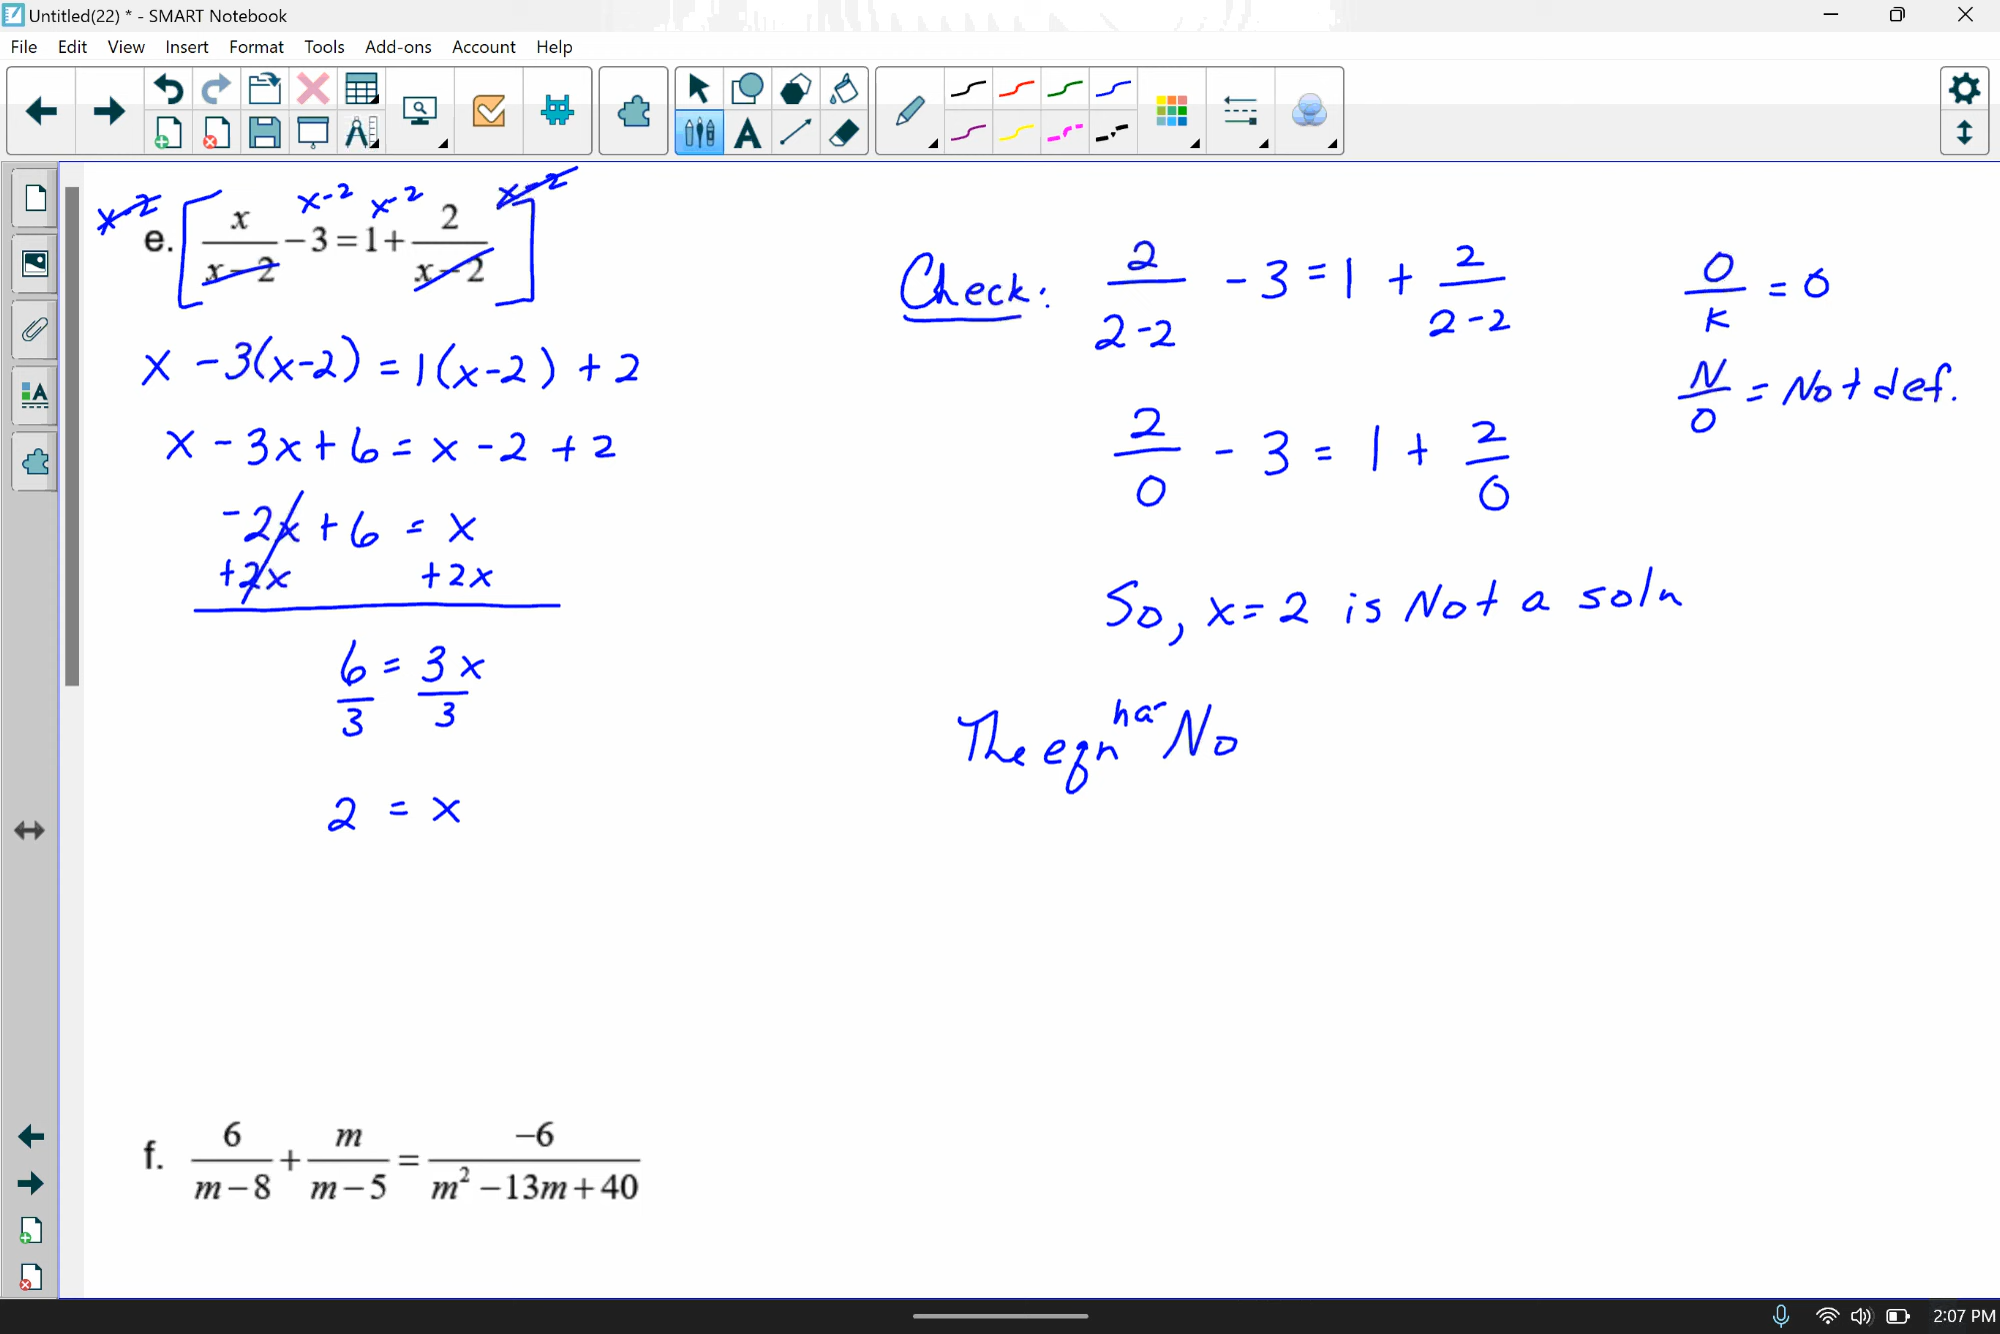 Untitled(22) * - SMART Notebook
File Edit View Insert Format Tools Add-ons Account Help
x-2 x-2 x-2 x-2
e. [ x/(x-2) - 3 = 1 + 2/(x-2) ]
x - 3(x-2) = 1(x-2) + 2
x - 3x + 6 = x - 2 + 2
-2x + 6 = x
+2x +2x
6/3 = 3x/3
2 = x
Check: 2/(2-2) - 3 = 1 + 2/(2-2)
2/0 - 3 = 1 + 2/0
So, x = 2 is Not a soln
The eqn has No
0/k = 0
N/0 = Not def.
f. 6/(m-8) + m/(m-5) = -6/(m² - 13m + 40)
2:07 PM